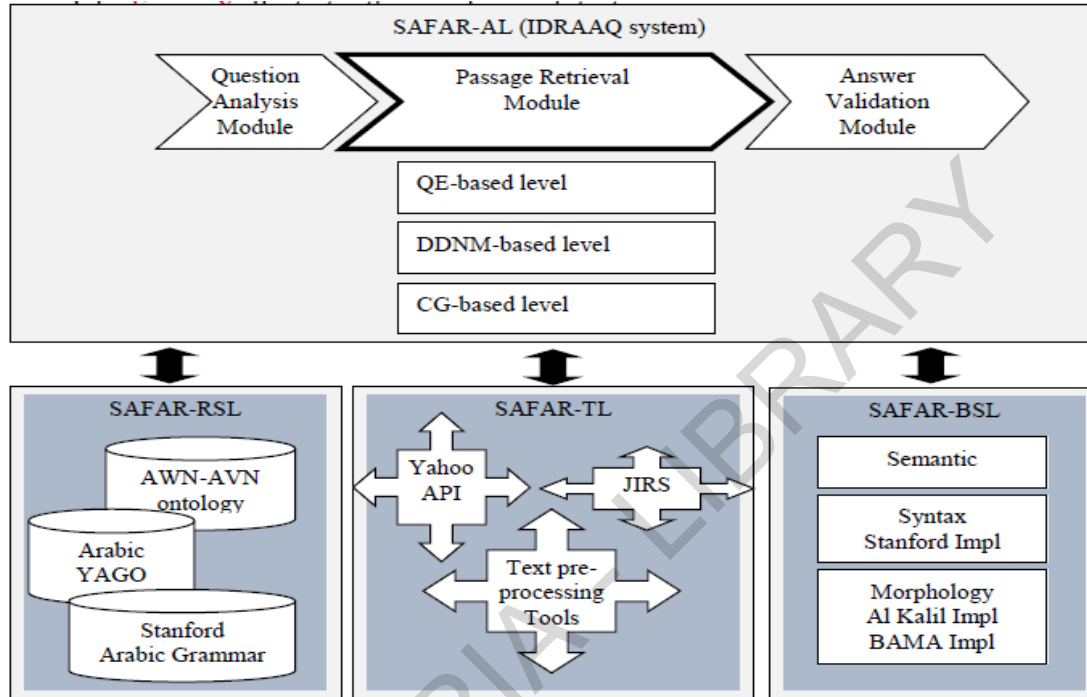 SAFAR-AL (IDRAAQ system)
Question
Analysis
Module
Passage Retrieval
Module
Answer
Validation
Module
QE-based level
DDNM-based level
CG-based level
SAFAR-RSL
AWN-AVN
ontology
Arabic
YAGO
Stanford
Arabic Grammar
SAFAR-TL
Yahoo
API
JIRS
Text pre-
processing
Tools
SAFAR-BSL
Semantic
Syntax
Stanford Impl
Morphology
Al Kalil Impl
BAMA Impl
RIA - LIBRARY